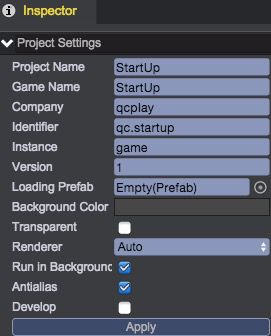 Inspector
Project Settings
Project Name StartUp
Game Name StartUp
Company qcplay
Identifier qc.startup
Instance game
Version 1
Loading Prefab Empty(Prefab)
Background Color
Transparent
Renderer Auto
Run in Background
Antialias
Develop
Apply